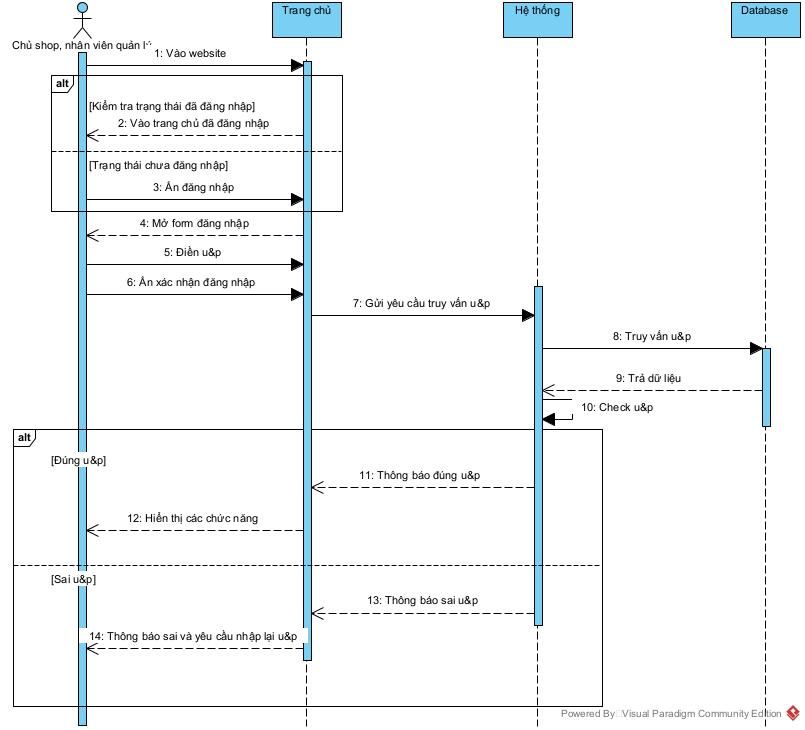 Trang chủ
Hệ thống
Database
Chủ shop, nhân viên quản lý
1: Vào website
alt
[Kiểm tra trạng thái đã đăng nhập]
2: Vào trang chủ đã đăng nhập
[Trạng thái chưa đăng nhập]
3: Ấn đăng nhập
4: Mở form đăng nhập
5: Điền u&p
6: Ấn xác nhận đăng nhập
7: Gửi yêu cầu truy vấn u&p
8: Truy vấn u&p
9: Trả dữ liệu
10: Check u&p
alt
[Đúng u&p]
11: Thông báo đúng u&p
12: Hiển thị các chức năng
[Sai u&p]
13: Thông báo sai u&p
14: Thông báo sai và yêu cầu nhập lại u&p
Powered By Visual Paradigm Community Edition